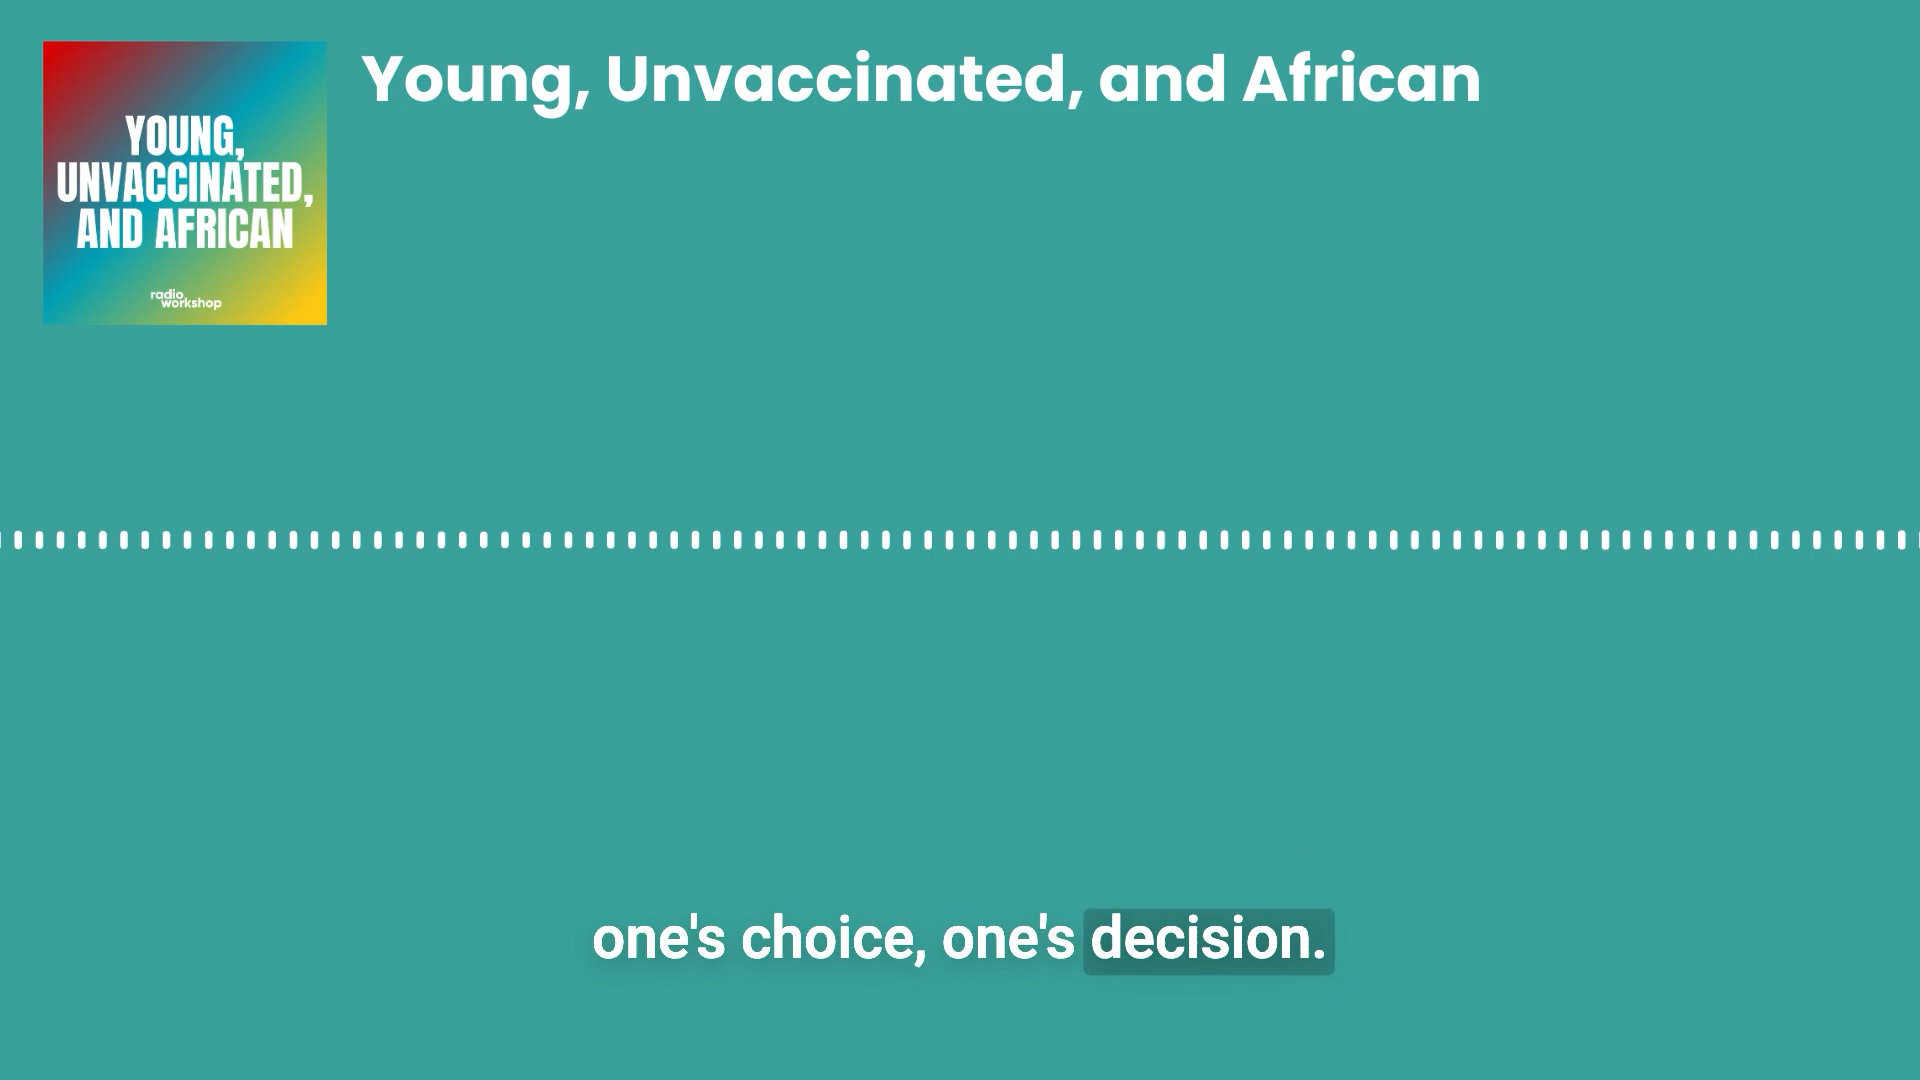 Young, Unvaccinated, and African
YOUNG,
UNVACCINATED,
AND AFRICAN
radio
workshop
one's choice, one's decision.